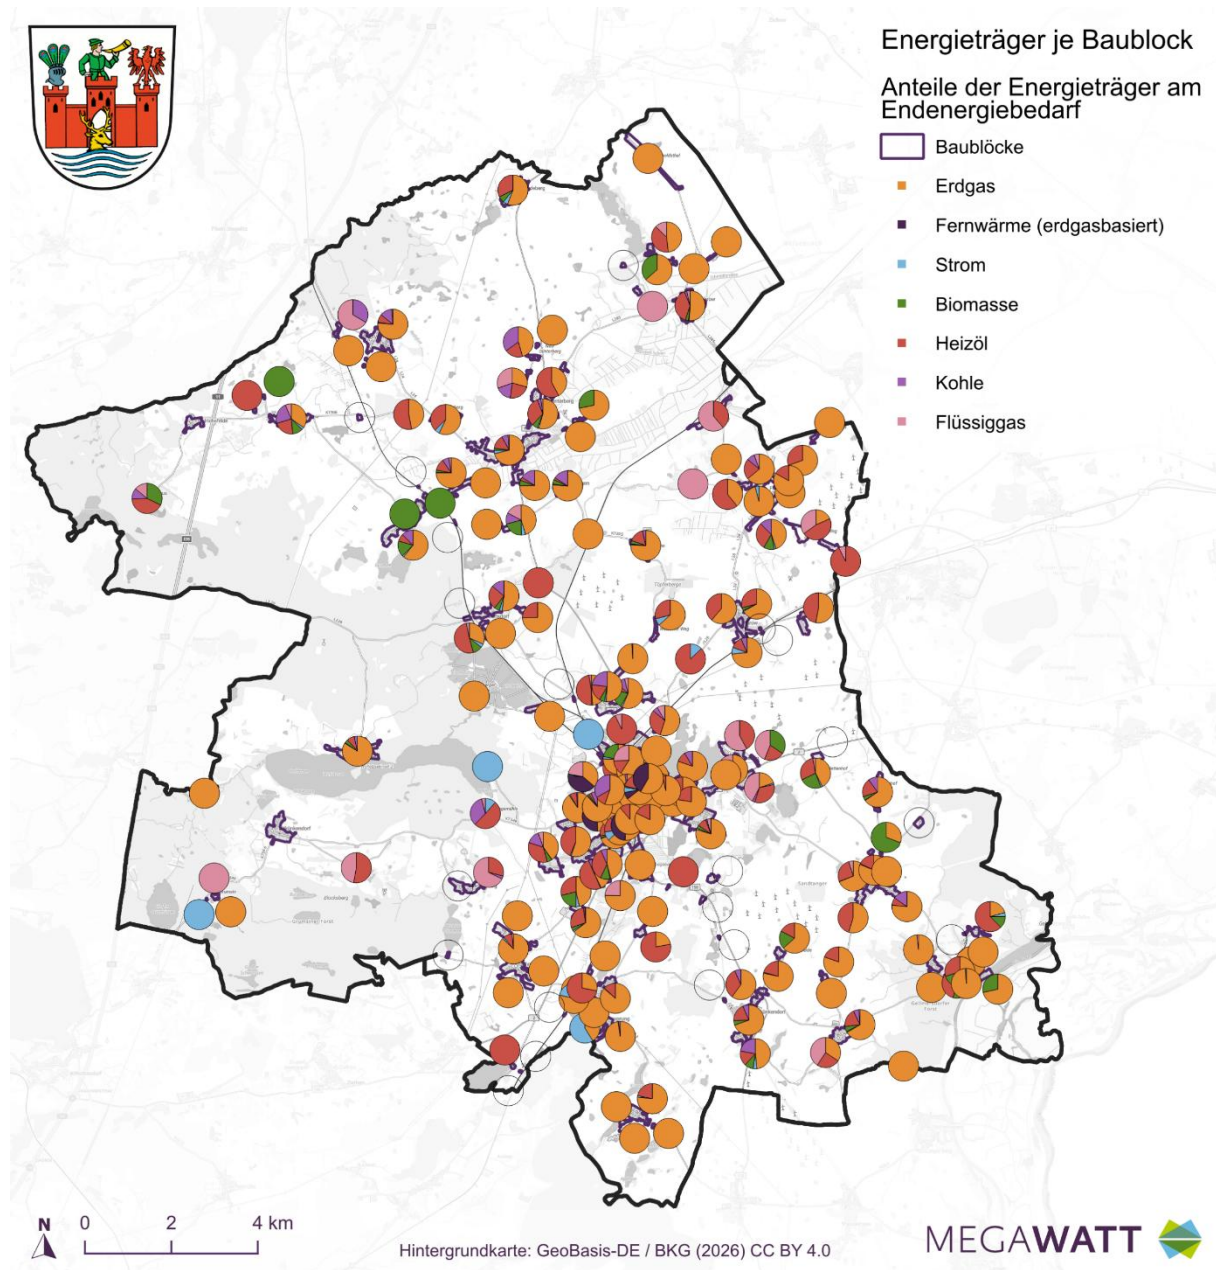 Energieträger je Baublock
Anteile der Energieträger am
Endenergiebedarf
Baublöcke
Erdgas
Fernwärme (erdgasbasiert)
Strom
Biomasse
Heizöl
Kohle
Flüssiggas
N
0 2 4 km
Hintergrundkarte: GeoBasis-DE / BKG (2026) CC BY 4.0
MEGAWATT